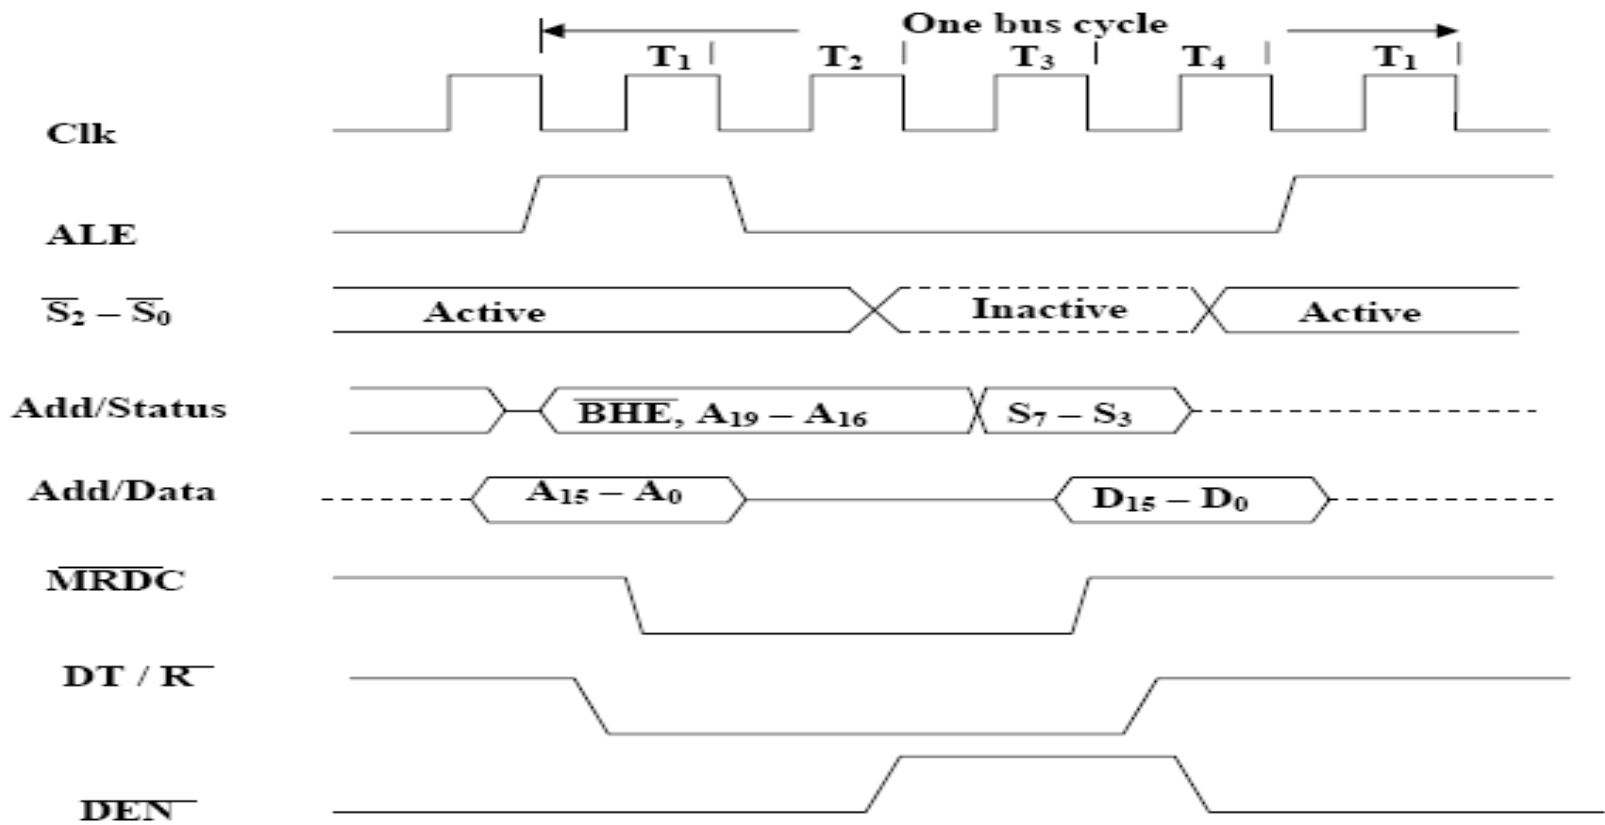 One bus cycle
T₁ T₂ T₃ T₄ T₁
Clk
ALE
S̅₂ – S̅₀ Active Inactive Active
Add/Status B̅H̅E̅, A₁₉ – A₁₆ S₇ – S₃
Add/Data A₁₅ – A₀ D₁₅ – D₀
M̅R̅D̅C̅
DT / R̅
D̅E̅N̅